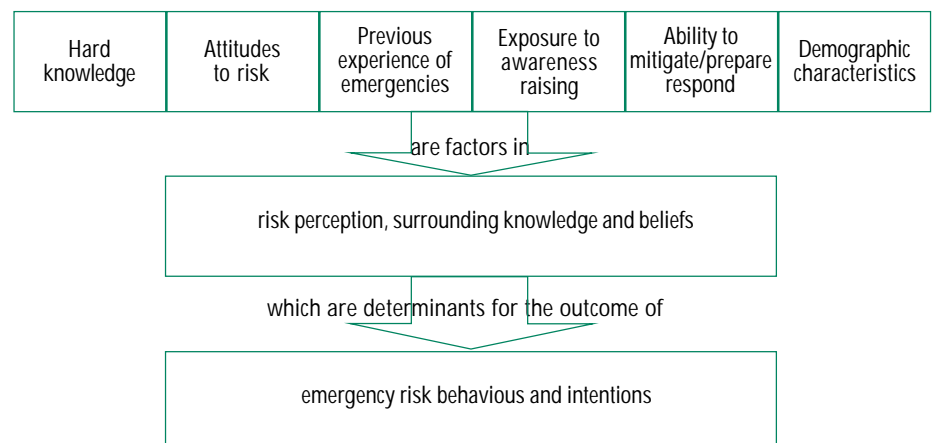 Hard
knowledge
Attitudes
to risk
Previous
experience of
emergencies
Exposure to
awareness
raising
Ability to
mitigate/prepare
respond
Demographic
characteristics
are factors in
risk perception, surrounding knowledge and beliefs
which are determinants for the outcome of
emergency risk behavious and intentions